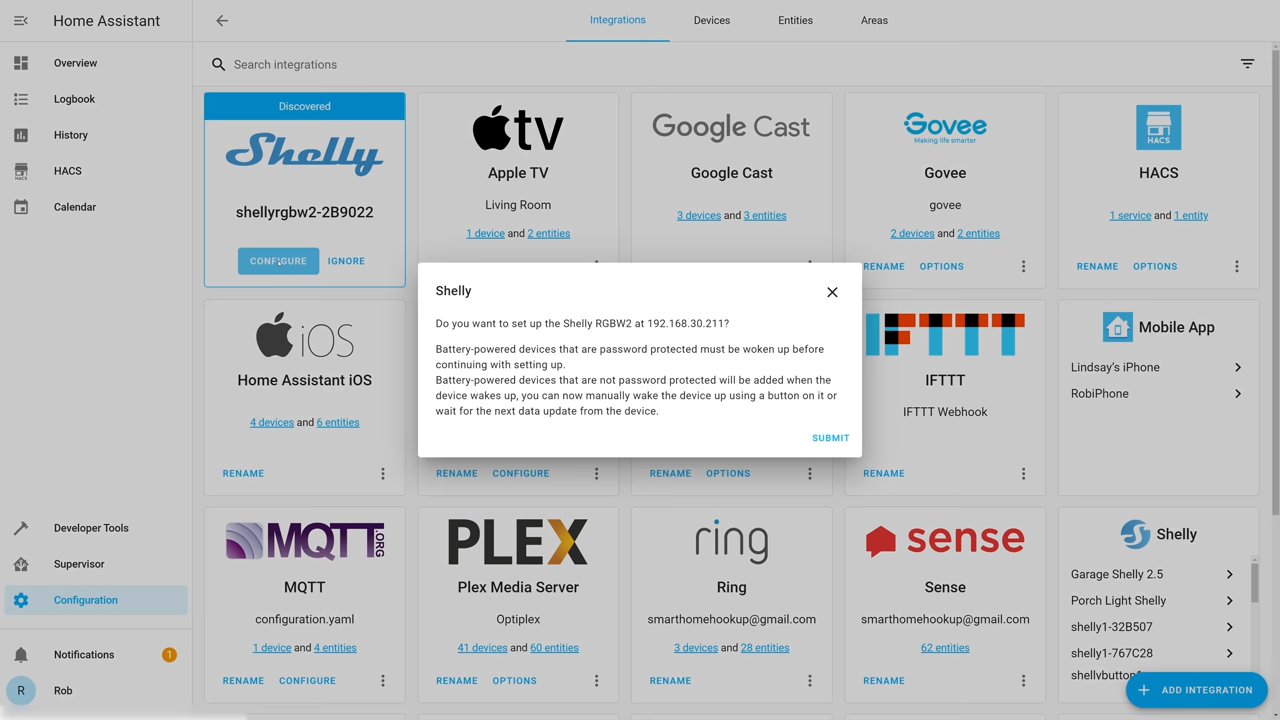 Home Assistant
Integrations
Devices
Entities
Areas
Overview
Logbook
History
HACS
Calendar
Developer Tools
Supervisor
Configuration
Notifications
1
R
Rob
Search integrations
Discovered
Shelly
shellyrgbw2-2B9022
CONFIGURE
IGNORE
tv
Apple TV
Living Room
1 device and 2 entities
Google Cast
Google Cast
3 devices and 3 entities
Govee
Making life smarter
Govee
govee
2 devices and 2 entities
RENAME
OPTIONS
HACS
HACS
1 service and 1 entity
RENAME
OPTIONS
Shelly
Do you want to set up the Shelly RGBW2 at 192.168.30.211?
Battery-powered devices that are password protected must be woken up before
continuing with setting up.
Battery-powered devices that are not password protected will be added when the
device wakes up, you can now manually wake the device up using a button on it or
wait for the next data update from the device.
SUBMIT
iOS
Home Assistant iOS
4 devices and 6 entities
RENAME
RENAME
CONFIGURE
RENAME
OPTIONS
IFTTT
IFTTT
IFTTT Webhook
RENAME
Mobile App
Lindsay's iPhone
RobiPhone
MQTT.ORG
MQTT
configuration.yaml
1 device and 4 entities
RENAME
CONFIGURE
PLEX
Plex Media Server
Optiplex
41 devices and 60 entities
RENAME
OPTIONS
ring
Ring
smarthomehookup@gmail.com
3 devices and 28 entities
RENAME
sense
Sense
smarthomehookup@gmail.com
62 entities
RENAME
Shelly
Garage Shelly 2.5
Porch Light Shelly
shelly1-32B507
shelly1-767C28
ADD INTEGRATION